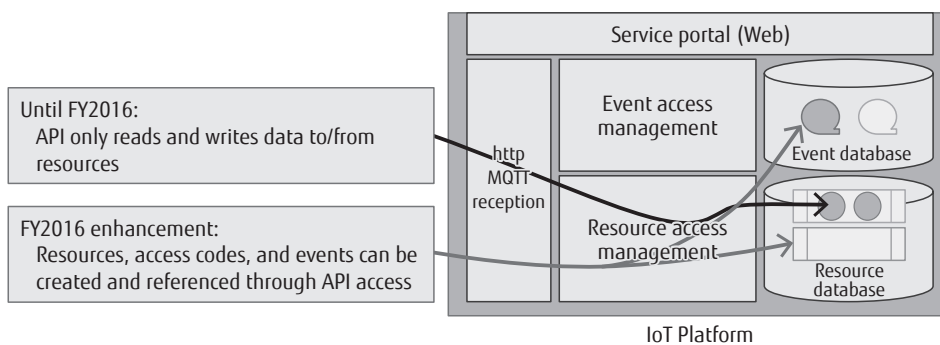 Service portal (Web)
Until FY2016:
API only reads and writes data to/from
resources
FY2016 enhancement:
Resources, access codes, and events can be
created and referenced through API access
http
MQTT
reception
Event access
management
Resource access
management
Event database
Resource
database
IoT Platform